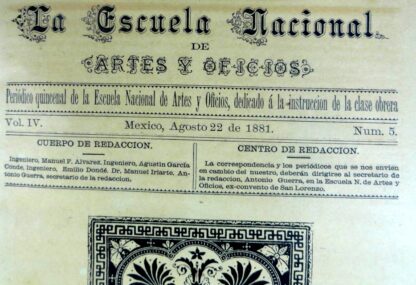 La Escuela Nacional
DE
ARTES Y OFICIOS
Periódico quincenal de la Escuela Nacional de Artes y Oficios, dedicado á la instruccion de la clase obrera
Vol. IV.
Mexico, Agosto 22 de 1881.
Num. 5.
CUERPO DE REDACCION.
Ingeniero, Manuel F. Alvarez, Ingeniero, Agustin García
Conde, ingeniero, Emilio Dondé, Dr. Manuel Iriarte. An-
tonio Guerra, secretario de la redaccion.
CENTRO DE REDACCION.
La correspondencia y los periódicos que se nos envien
en cambio del nuestro, deberán dirigirse al secretario de
la redaccion, Antonio Guerra, en la Escuela N. de Artes y
Oficios, ex-convento de San Lorenzo.